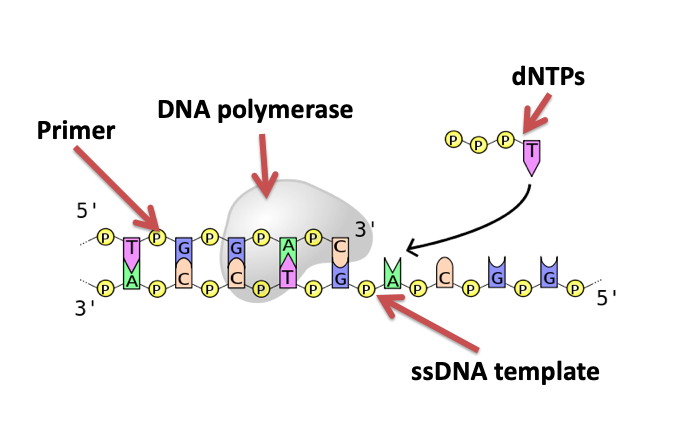 dNTPs
DNA polymerase
Primer
P P P T
5' 3'
P T P G P G P A P C
A C C T G A C G G
P P P P P P P P P P
3' 5'
ssDNA template